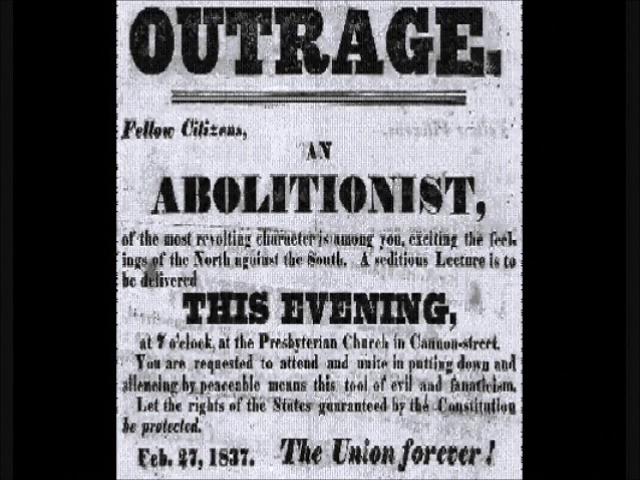 OUTRAGE.
Fellow Citizens,
AN
ABOLITIONIST,
of the most revolting character is among you, exciting the feel-
ings of the North against the South. A seditious Lecture is to
be delivered
THIS EVENING,
at 7 o'clock, at the Presbyterian Church in Cannon-street.
You are requested to attend and unite in putting down and
silencing by peaceable means this tool of evil and fanaticism.
Let the rights of the States guaranteed by the Constitution
be protected.
Feb. 27, 1837. The Union forever!